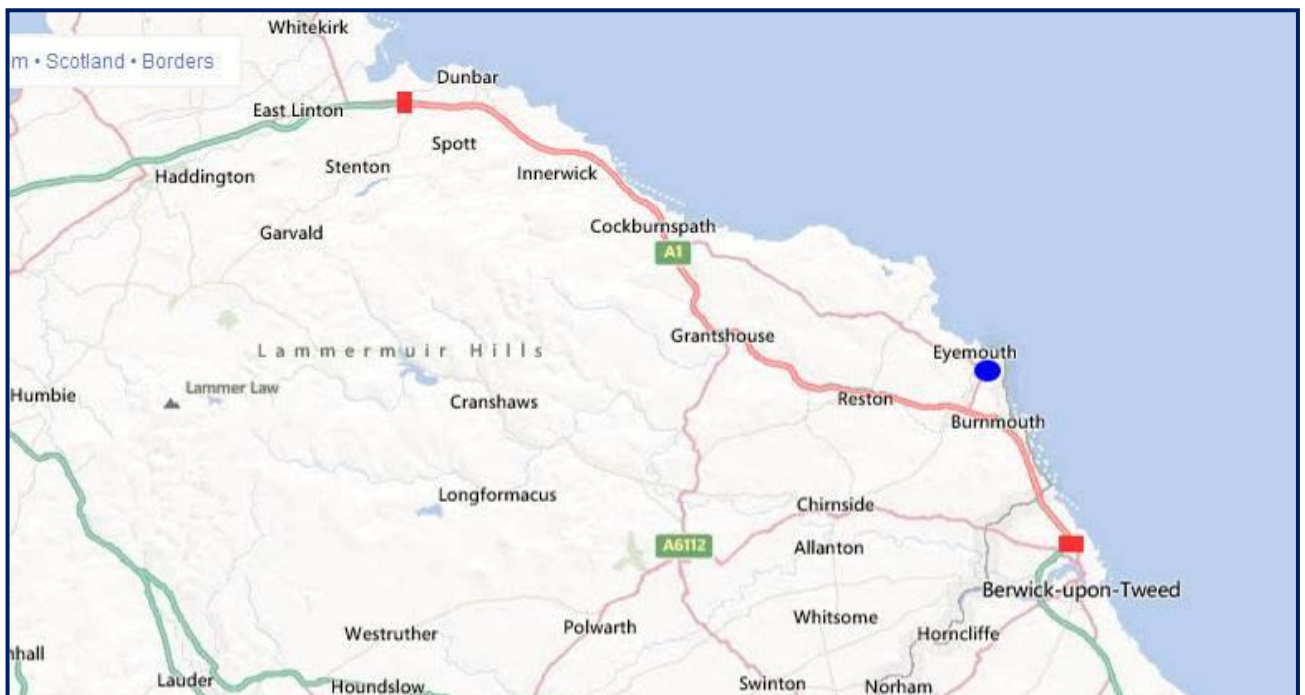 Whitekirk
m • Scotland • Borders
Dunbar
East Linton
Spott
Stenton
Haddington
Innerwick
Cockburnspath
Garvald
A1
Grantshouse
Lammermuir Hills
Eyemouth
Lammer Law
Humbie
Cranshaws
Reston
Burnmouth
Longformacus
Chirnside
A6112
Allanton
Berwick-upon-Tweed
Whitsome
Polwarth
Westruther
Horncliffe
nhall
Lauder
Houndslow
Swinton
Norham